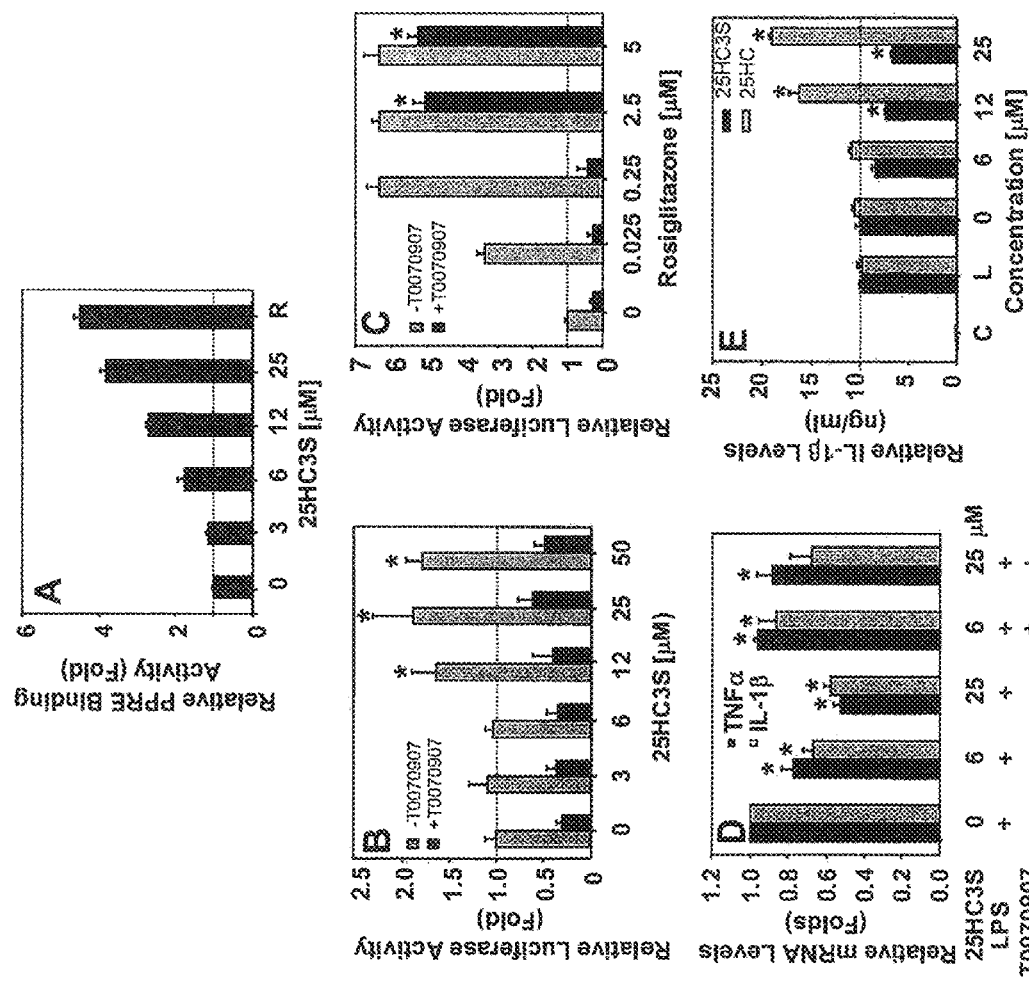 A
Relative PPRE Binding
Activity (Fold)
6
4
2
0
0 3 6 12 25 R
25HC3S [µM]
B
-T0070907
+T0070907
Relative Luciferase Activity
(Fold)
2.5
2.0
1.5
1.0
0.5
0
* * *
0 3 6 12 25 50
25HC3S [µM)
C
-T0070907
+T0070907
Relative Luciferase Activity
(Fold)
7
6
5
4
3
2
1
0
* *
0 0.025 0.25 2.5 5
Rosiglitazone [µM]
D
TNFα
IL-1β
Relative mRNA Levels
(Folds)
1.2
1.0
0.8
0.6
0.4
0.2
0.0
* * * * * * *
25HC3S 0 6 25 6 25 µM
LPS + + + + +
T0070907 + +
E
25HC3S
25HC
Relative IL-1β Levels
(ng/ml)
25
20
15
10
5
0
* * * *
C L 0 6 12 25
Concentration [µM]